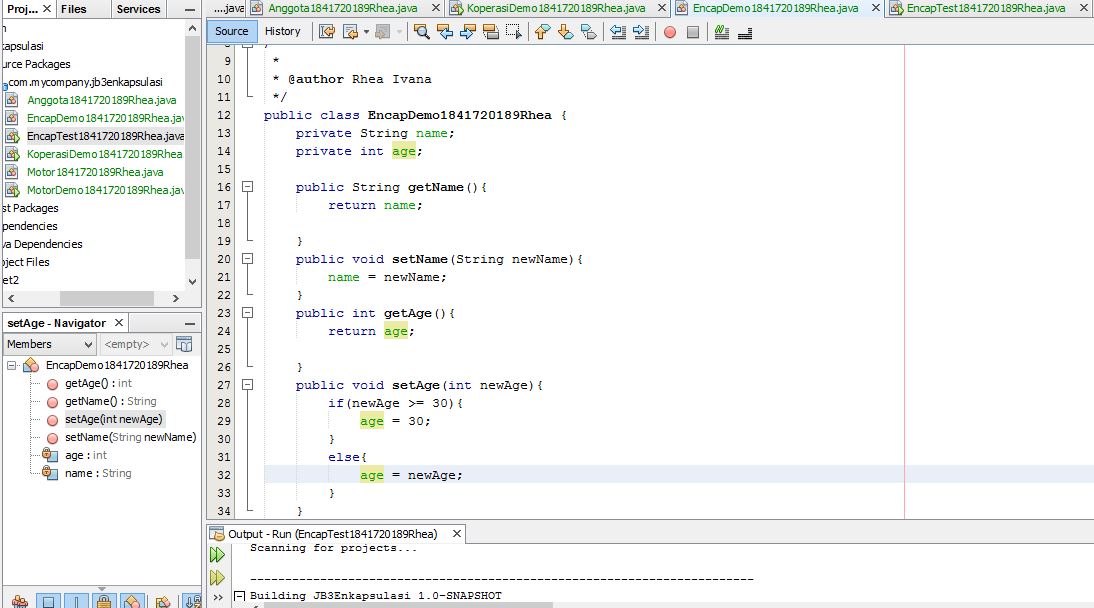 Proj... Files Services
....java Anggota1841720189Rhea.java KoperasiDemo1841720189Rhea.java EncapDemo1841720189Rhea.java EncapTest1841720189Rhea.java
Source History
kapsulasi
urce Packages
com.mycompany.jb3enkapsulasi
Anggota1841720189Rhea.java
EncapDemo1841720189Rhea.java
EncapTest1841720189Rhea.java
KoperasiDemo1841720189Rhea
Motor1841720189Rhea.java
MotorDemo1841720189Rhea.jav
st Packages
pendencies
va Dependencies
oject Files
et2
setAge - Navigator
Members <empty>
EncapDemo1841720189Rhea
getAge() : int
getName() : String
setAge(int newAge)
setName(String newName)
age : int
name : String
9 *
10 * @author Rhea Ivana
11 */
12 public class EncapDemo1841720189Rhea {
13 private String name;
14 private int age;
15
16 public String getName(){
17 return name;
18
19 }
20 public void setName(String newName){
21 name = newName;
22 }
23 public int getAge(){
24 return age;
25
26 }
27 public void setAge(int newAge){
28 if(newAge >= 30){
29 age = 30;
30 }
31 else{
32 age = newAge;
33 }
34 }
Output - Run (EncapTest1841720189Rhea)
Scanning for projects...
------------------------------------------------------------------------
Building JB3Enkapsulasi 1.0-SNAPSHOT